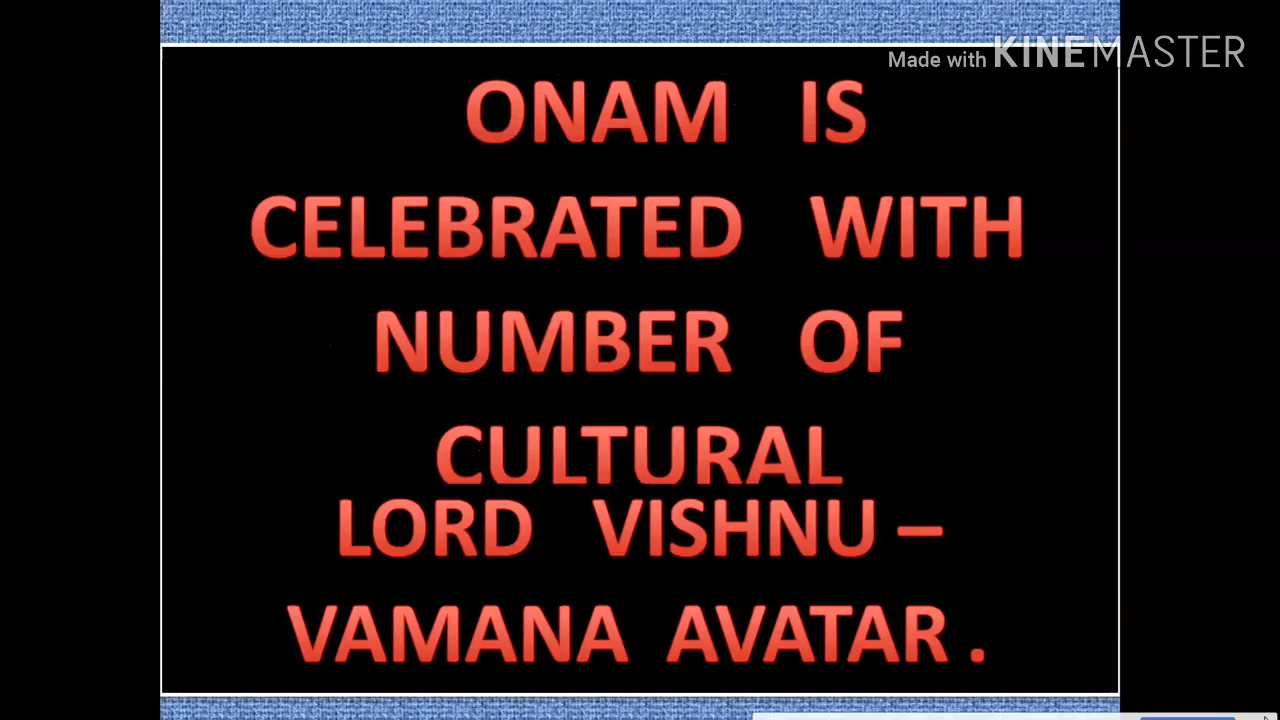 Made with KINEMASTER
ONAM IS
CELEBRATED WITH
NUMBER OF
CULTURAL
LORD VISHNU –
VAMANA AVATAR .